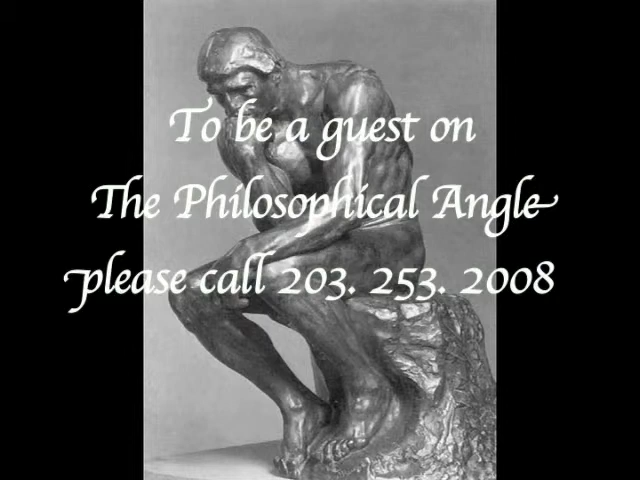 To be a guest on
The Philosophical Angle
please call 203. 253. 2008